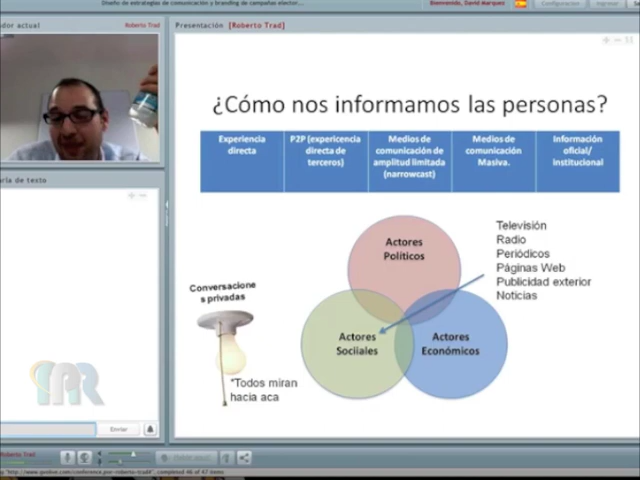 Diseño de estrategias de comunicación y branding de campañas elector...
Bienvenido, David marquez
Configuracion
Ingresar
ador actual
Roberto Trad
Presentación [Roberto Trad]
¿Cómo nos informamos las personas?
Experiencia directa
P2P (expericencia directa de terceros)
Medios de comunicación de amplitud limitada (narrowcast)
Medios de comunicación Masiva.
Información oficial/ institucional
aría de texto
Televisión
Radio
Periódicos
Páginas Web
Publicidad exterior
Noticias
Actores
Políticos
Conversacione
s privadas
Actores
Sociiales
Actores
Económicos
"Todos miran
hacia aca
Enviar
Roberto Trad